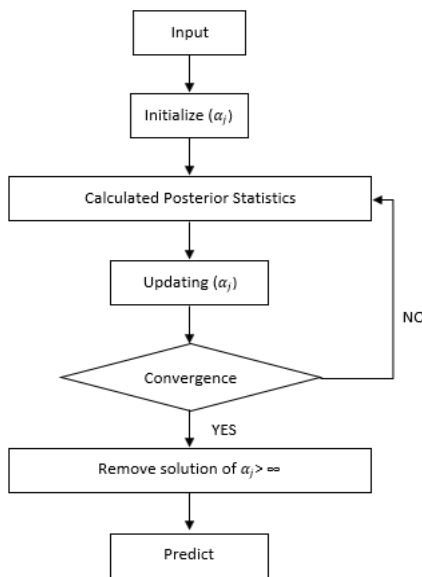 Input
Initialize (αⱼ)
Calculated Posterior Statistics
Updating (αⱼ)
NO
Convergence
YES
Remove solution of αⱼ> ∞
Predict